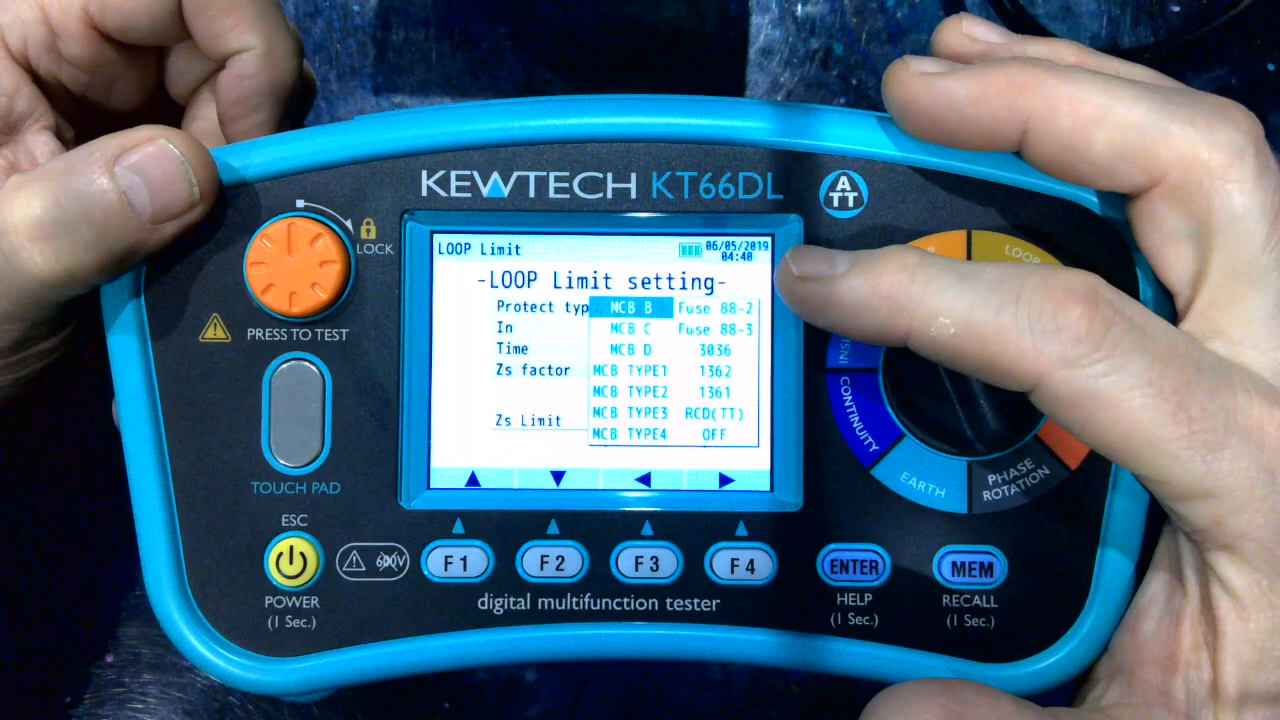 KEWTECH KT66DL
A
TT
LOCK
PRESS TO TEST
TOUCH PAD
ESC
POWER
(1 Sec.)
600V
LOOP Limit 06/05/2019
04:40
-LOOP Limit setting-
Protect typ MCB B Fuse 88-2
In MCB C Fuse 88-3
Time MCB D 3036
Zs factor MCB TYPE1 1362
MCB TYPE2 1361
Zs Limit MCB TYPE3 RCD(TT)
MCB TYPE4 OFF
F1 F2 F3 F4
digital multifunction tester
LOOP
CONTINUITY
EARTH
PHASE
ROTATION
ENTER MEM
HELP RECALL
(1 Sec.) (1 Sec.)